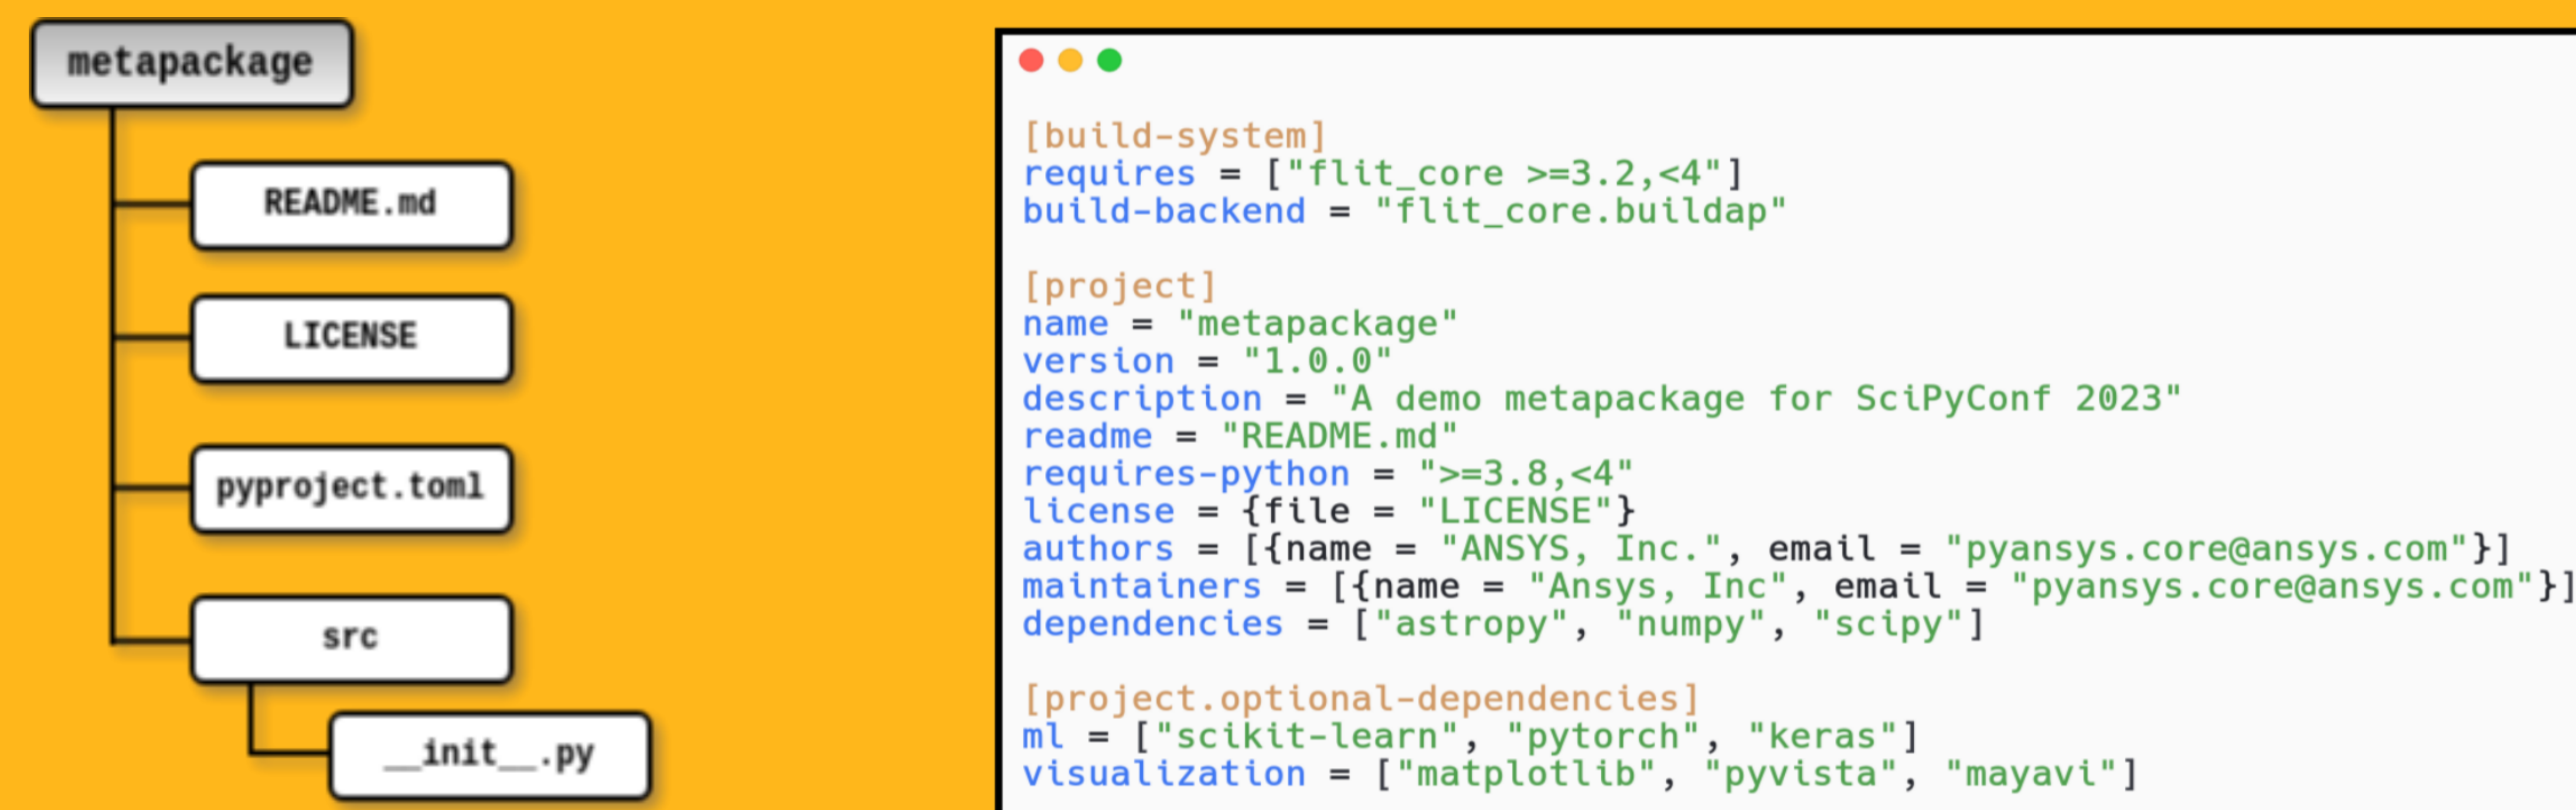 metapackage
README.md
LICENSE
pyproject.toml
src
__init__.py
[build-system]
requires = ["flit_core >=3.2,<4"]
build-backend = "flit_core.buildap"
[project]
name = "metapackage"
version = "1.0.0"
description = "A demo metapackage for SciPyConf 2023"
readme = "README.md"
requires-python = ">=3.8,<4"
license = {file = "LICENSE"}
authors = [{name = "ANSYS, Inc.", email = "pyansys.core@ansys.com"}]
maintainers = [{name = "Ansys, Inc", email = "pyansys.core@ansys.com"}]
dependencies = ["astropy", "numpy", "scipy"]
[project.optional-dependencies]
ml = ["scikit-learn", "pytorch", "keras"]
visualization = ["matplotlib", "pyvista", "mayavi"]